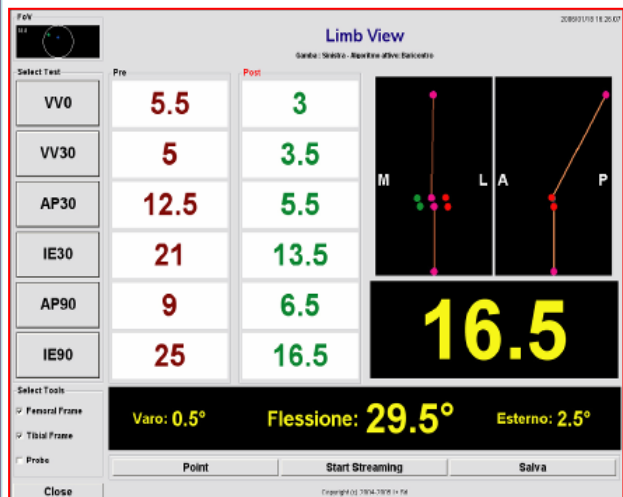 FoV
2008/01/18 16:26:07
Limb View
Gamba : Sinistra - Algoritmo attivo: Baricentro
Select Test
Pre
Post
VV0 5.5 3
VV30 5 3.5
AP30 12.5 5.5
IE30 21 13.5
AP90 9 6.5
IE90 25 16.5
M L A P
16.5
Select Tools
Femoral Frame
Tibial Frame
Probe
Varo: 0.5° Flessione: 29.5° Esterno: 2.5°
Point Start Streaming Salva
Close